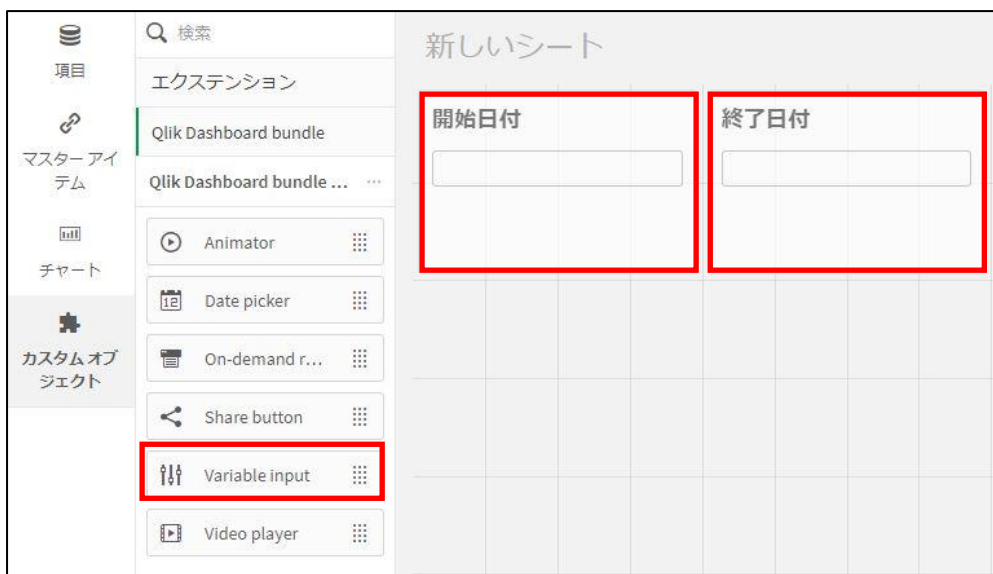 項目
マスター アイ
テム
チャート
カスタム オブ
ジェクト
検索
エクステンション
Qlik Dashboard bundle
Qlik Dashboard bundle ... ...
Animator
12
Date picker
On-demand r...
Share button
Variable input
Video player
新しいシート
開始日付
終了日付